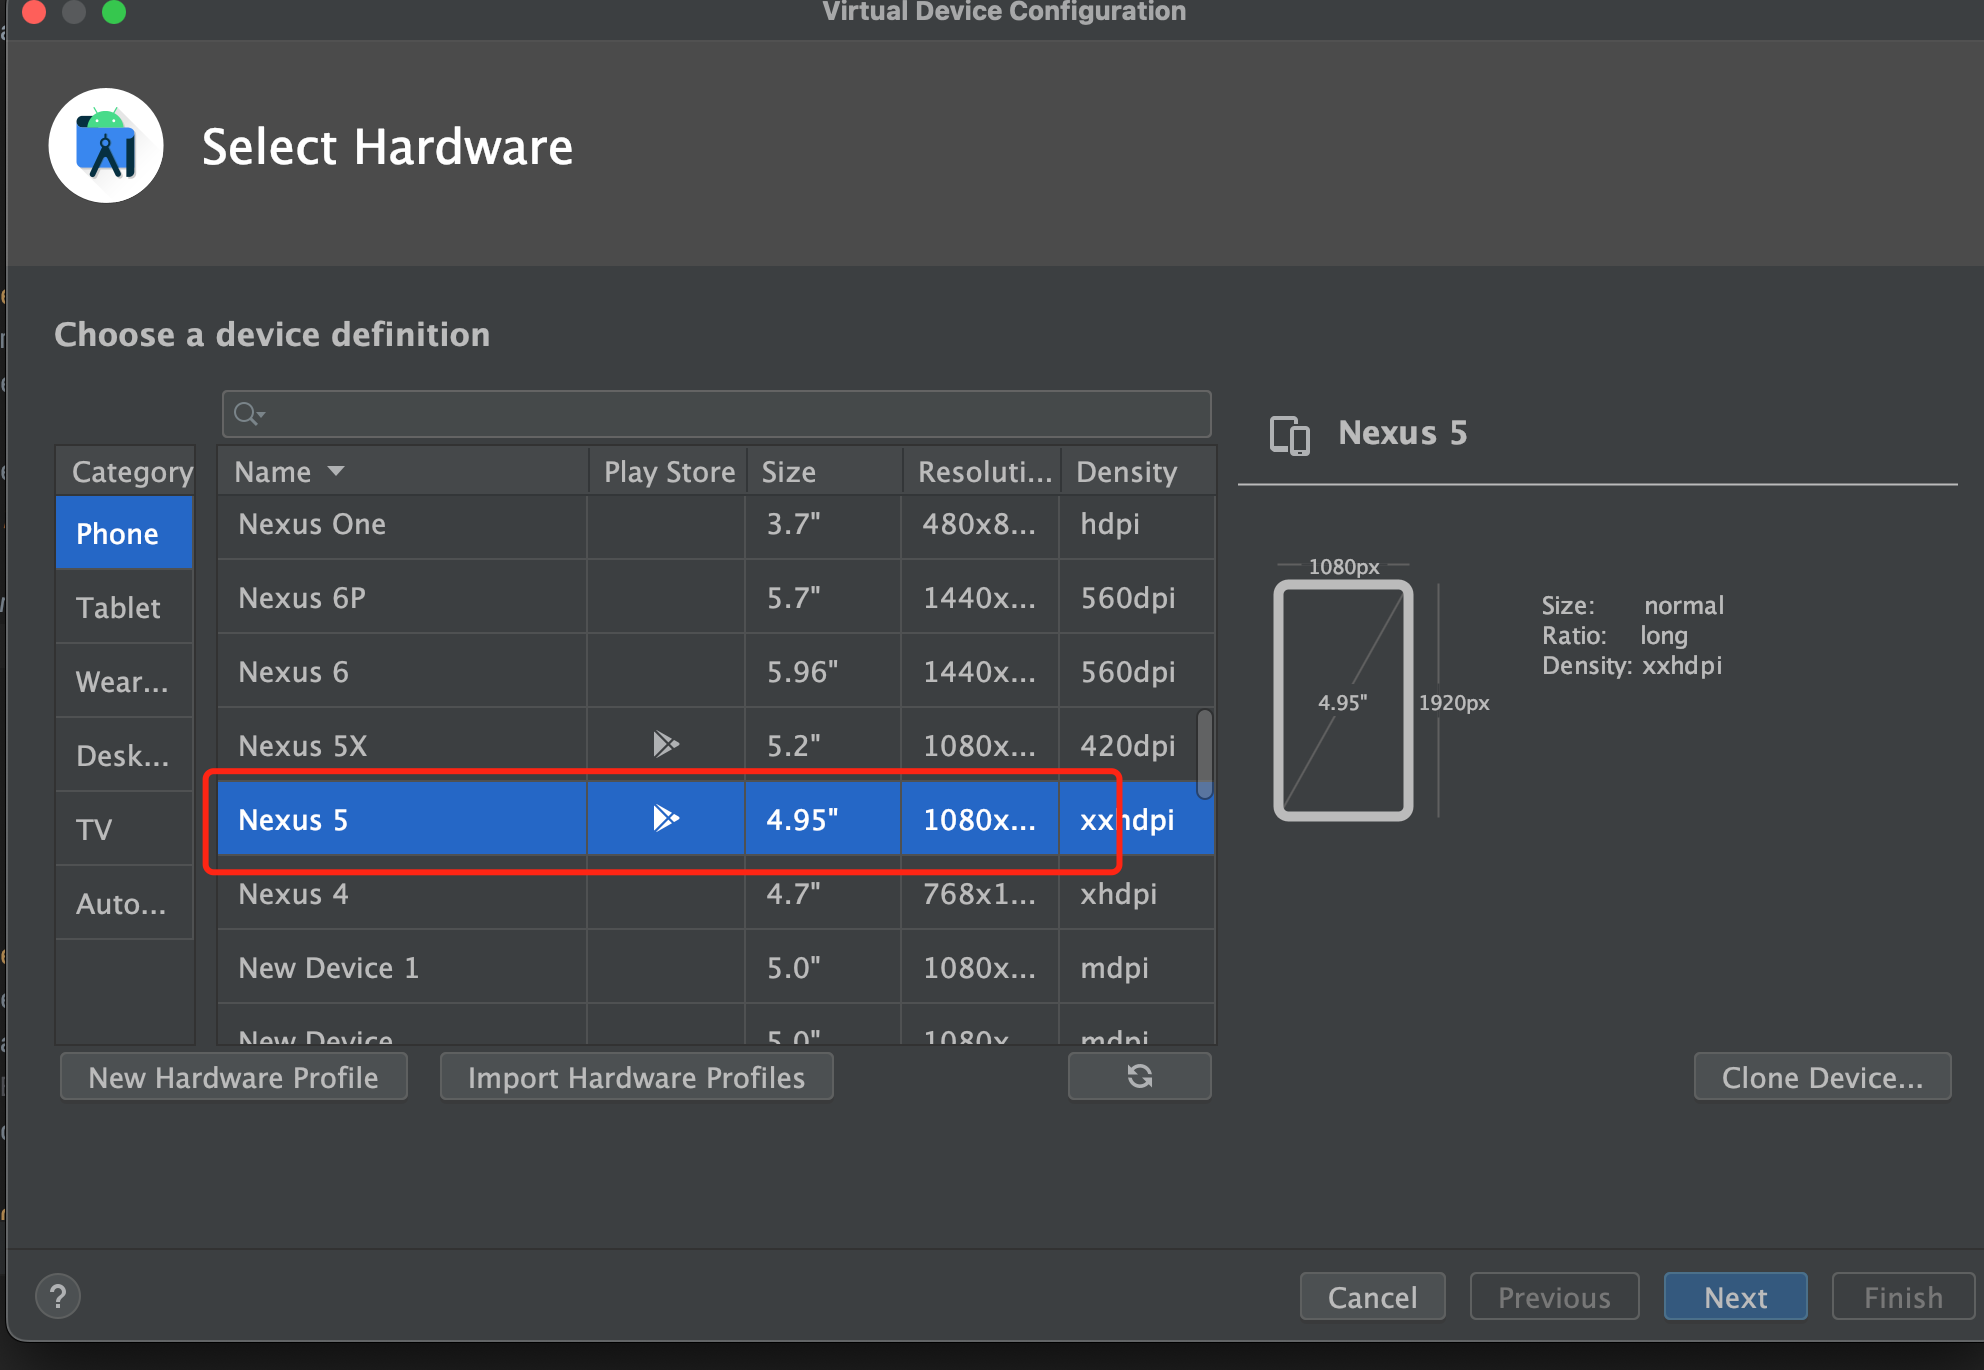 Virtual Device Configuration
Select Hardware
Choose a device definition
Category
Phone
Tablet
Wear...
Desk...
TV
Auto...
Name Play Store Size Resoluti... Density
Nexus One 3.7" 480x8... hdpi
Nexus 6P 5.7" 1440x... 560dpi
Nexus 6 5.96" 1440x... 560dpi
Nexus 5X 5.2" 1080x... 420dpi
Nexus 5 4.95" 1080x... xxhdpi
Nexus 4 4.7" 768x1... xhdpi
New Device 1 5.0" 1080x... mdpi
New Device 5.0" 1080x mdpi
Nexus 5
1080px
4.95"
1920px
Size: normal
Ratio: long
Density: xxhdpi
New Hardware Profile
Import Hardware Profiles
Clone Device...
?
Cancel
Previous
Next
Finish